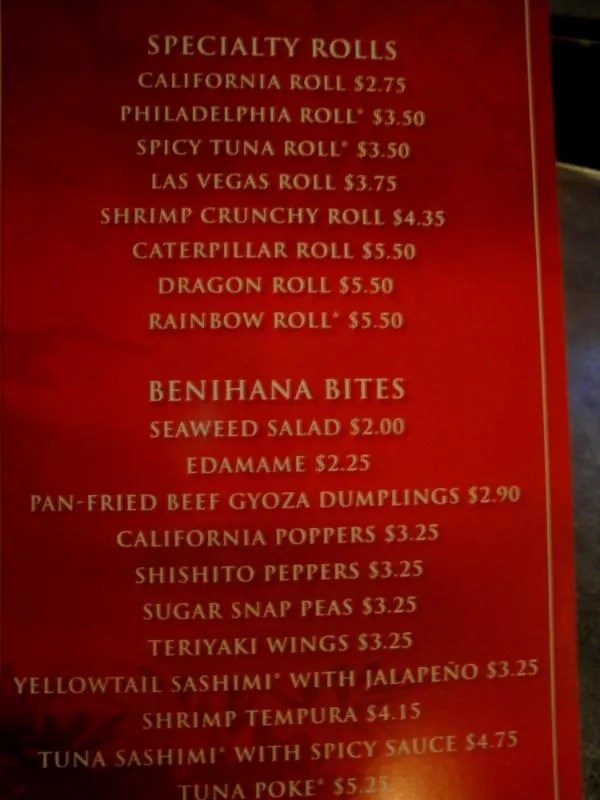 SPECIALTY ROLLS
CALIFORNIA ROLL $2.75
PHILADELPHIA ROLL* $3.50
SPICY TUNA ROLL* $3.50
LAS VEGAS ROLL $3.75
SHRIMP CRUNCHY ROLL $4.35
CATERPILLAR ROLL $5.50
DRAGON ROLL $5.50
RAINBOW ROLL* $5.50
BENIHANA BITES
SEAWEED SALAD $2.00
EDAMAME $2.25
PAN-FRIED BEEF GYOZA DUMPLINGS $2.90
CALIFORNIA POPPERS $3.25
SHISHITO PEPPERS $3.25
SUGAR SNAP PEAS $3.25
TERIYAKI WINGS $3.25
YELLOWTAIL SASHIMI* WITH JALAPEÑO $3.25
SHRIMP TEMPURA $4.15
TUNA SASHIMI* WITH SPICY SAUCE $4.75
TUNA POKE* $5.25